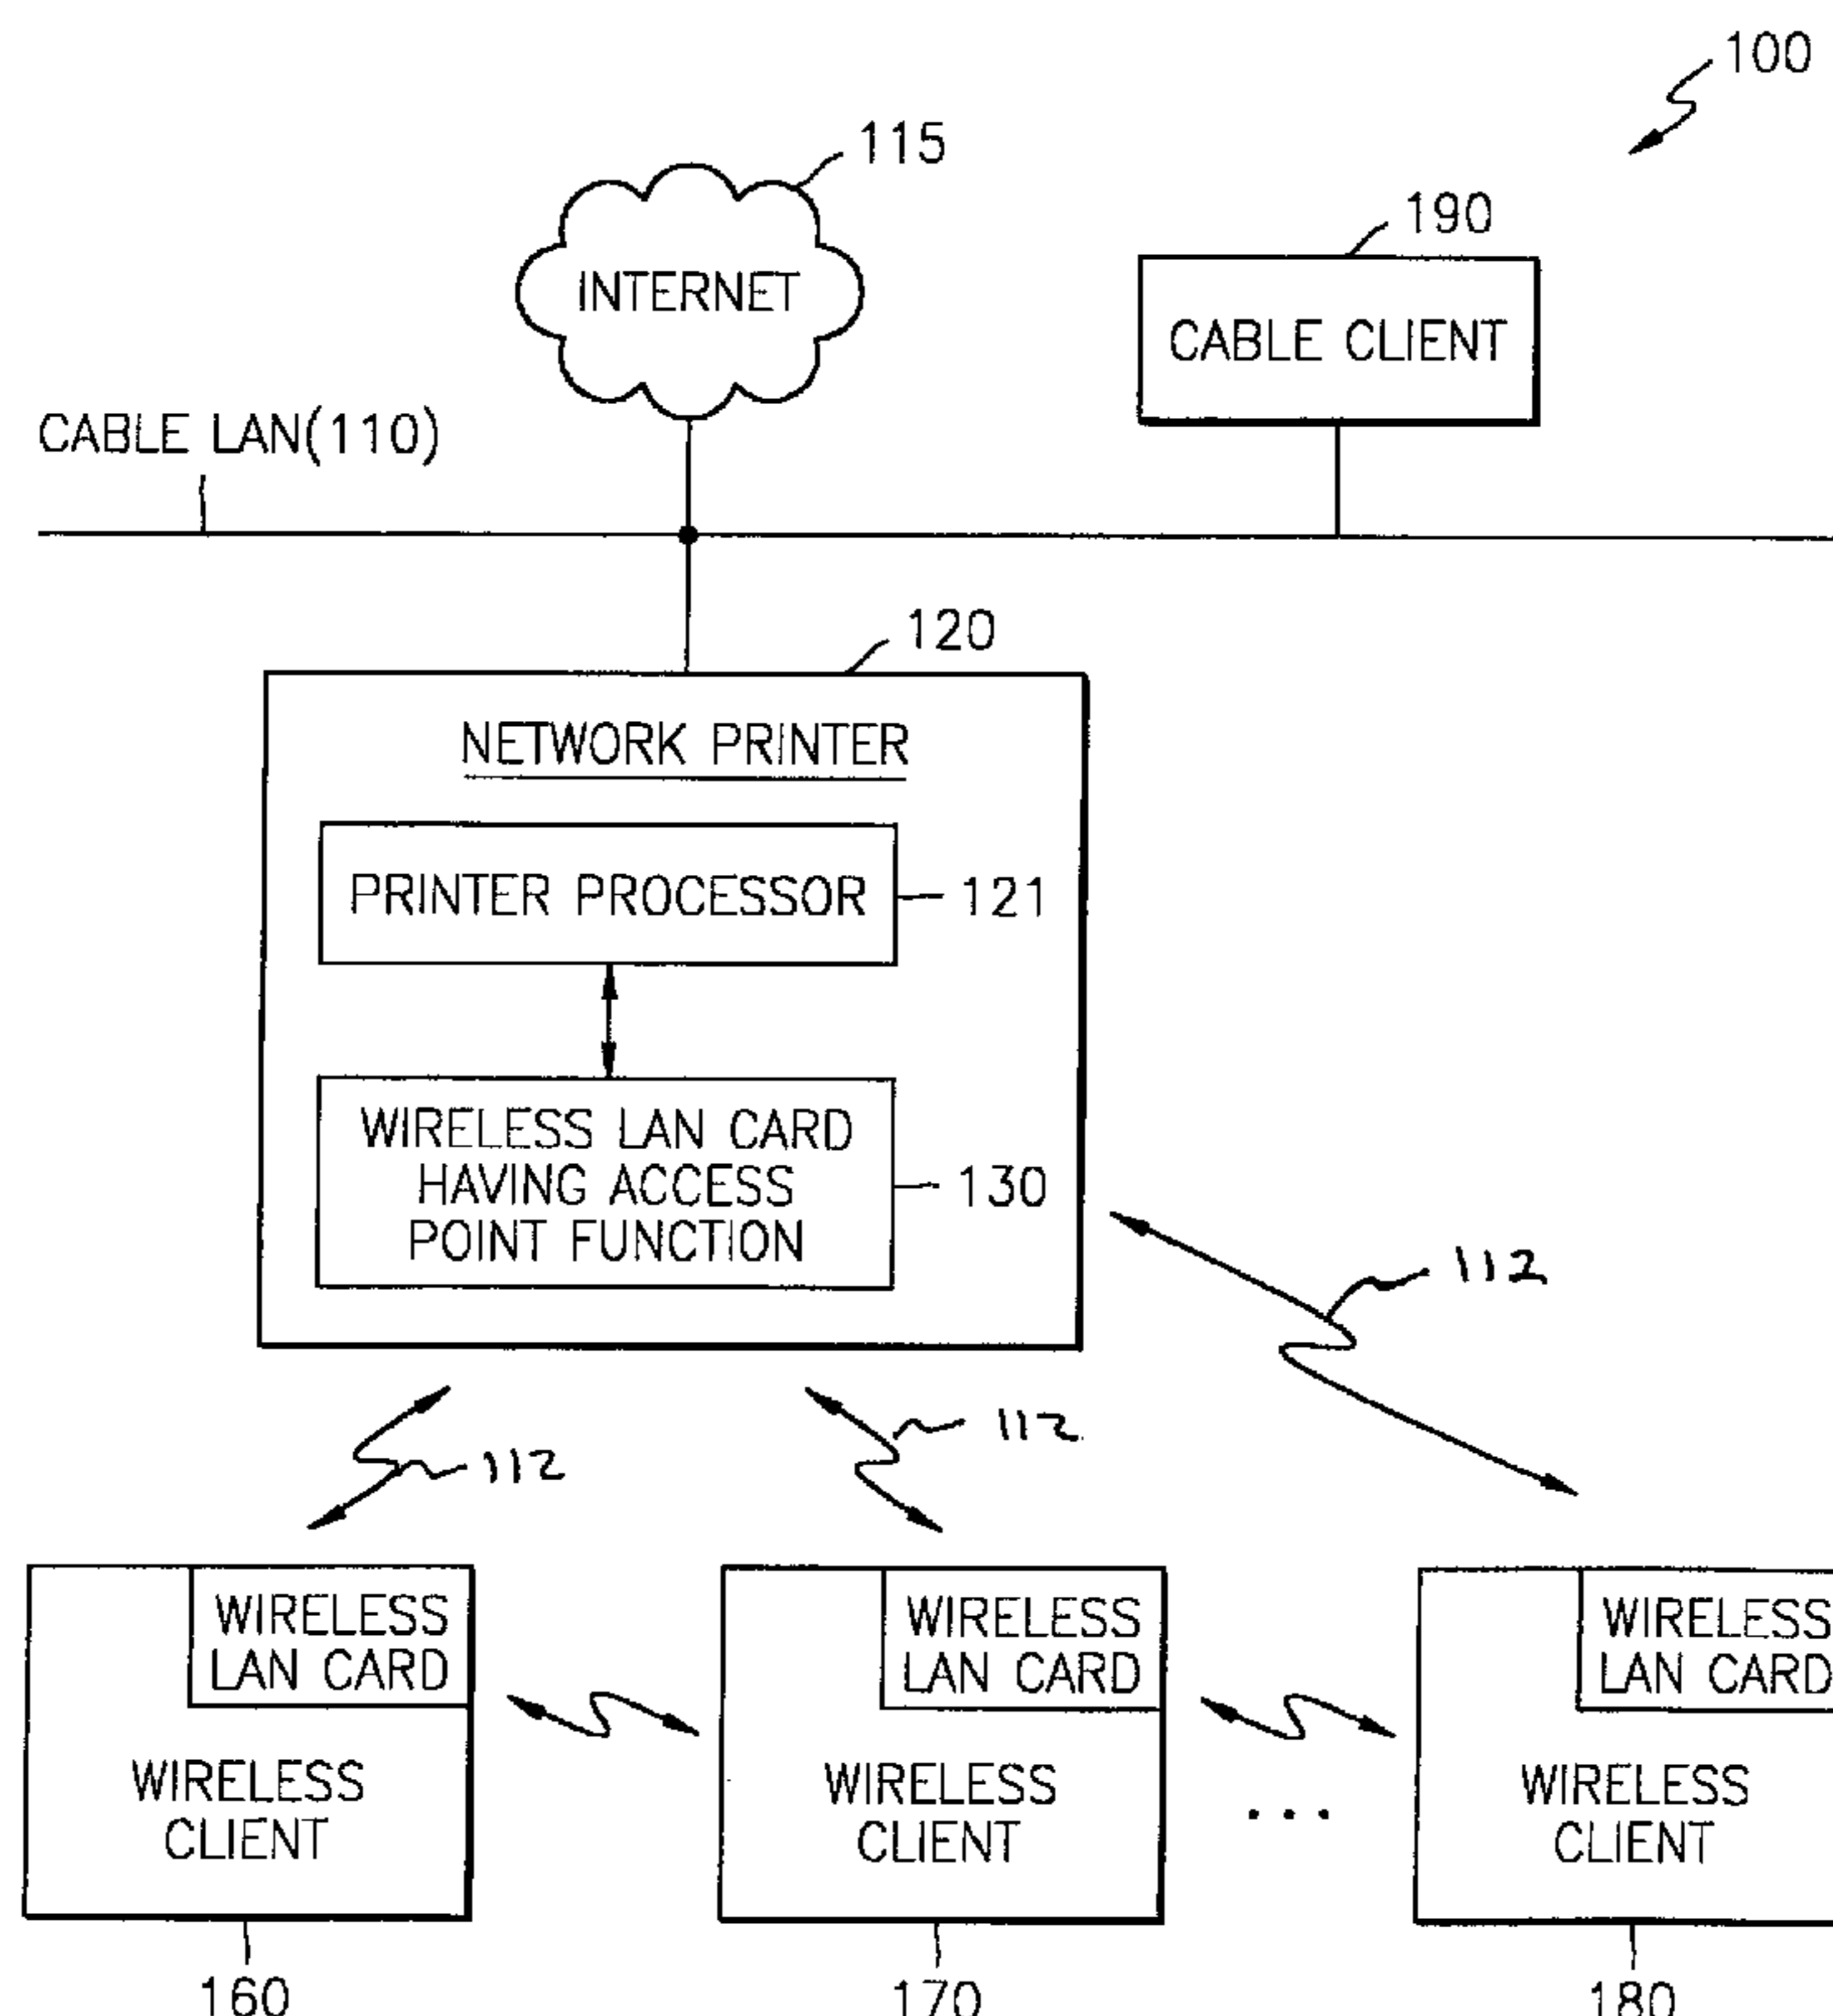 100
115
INTERNET
190
CABLE CLIENT
CABLE LAN(110)
120
NETWORK PRINTER
PRINTER PROCESSOR
121
WIRELESS LAN CARD
HAVING ACCESS
POINT FUNCTION
130
112
112
112
WIRELESS
LAN CARD
WIRELESS
CLIENT
160
WIRELESS
LAN CARD
WIRELESS
CLIENT
170
...
WIRELESS
LAN CARD
WIRELESS
CLIENT
180